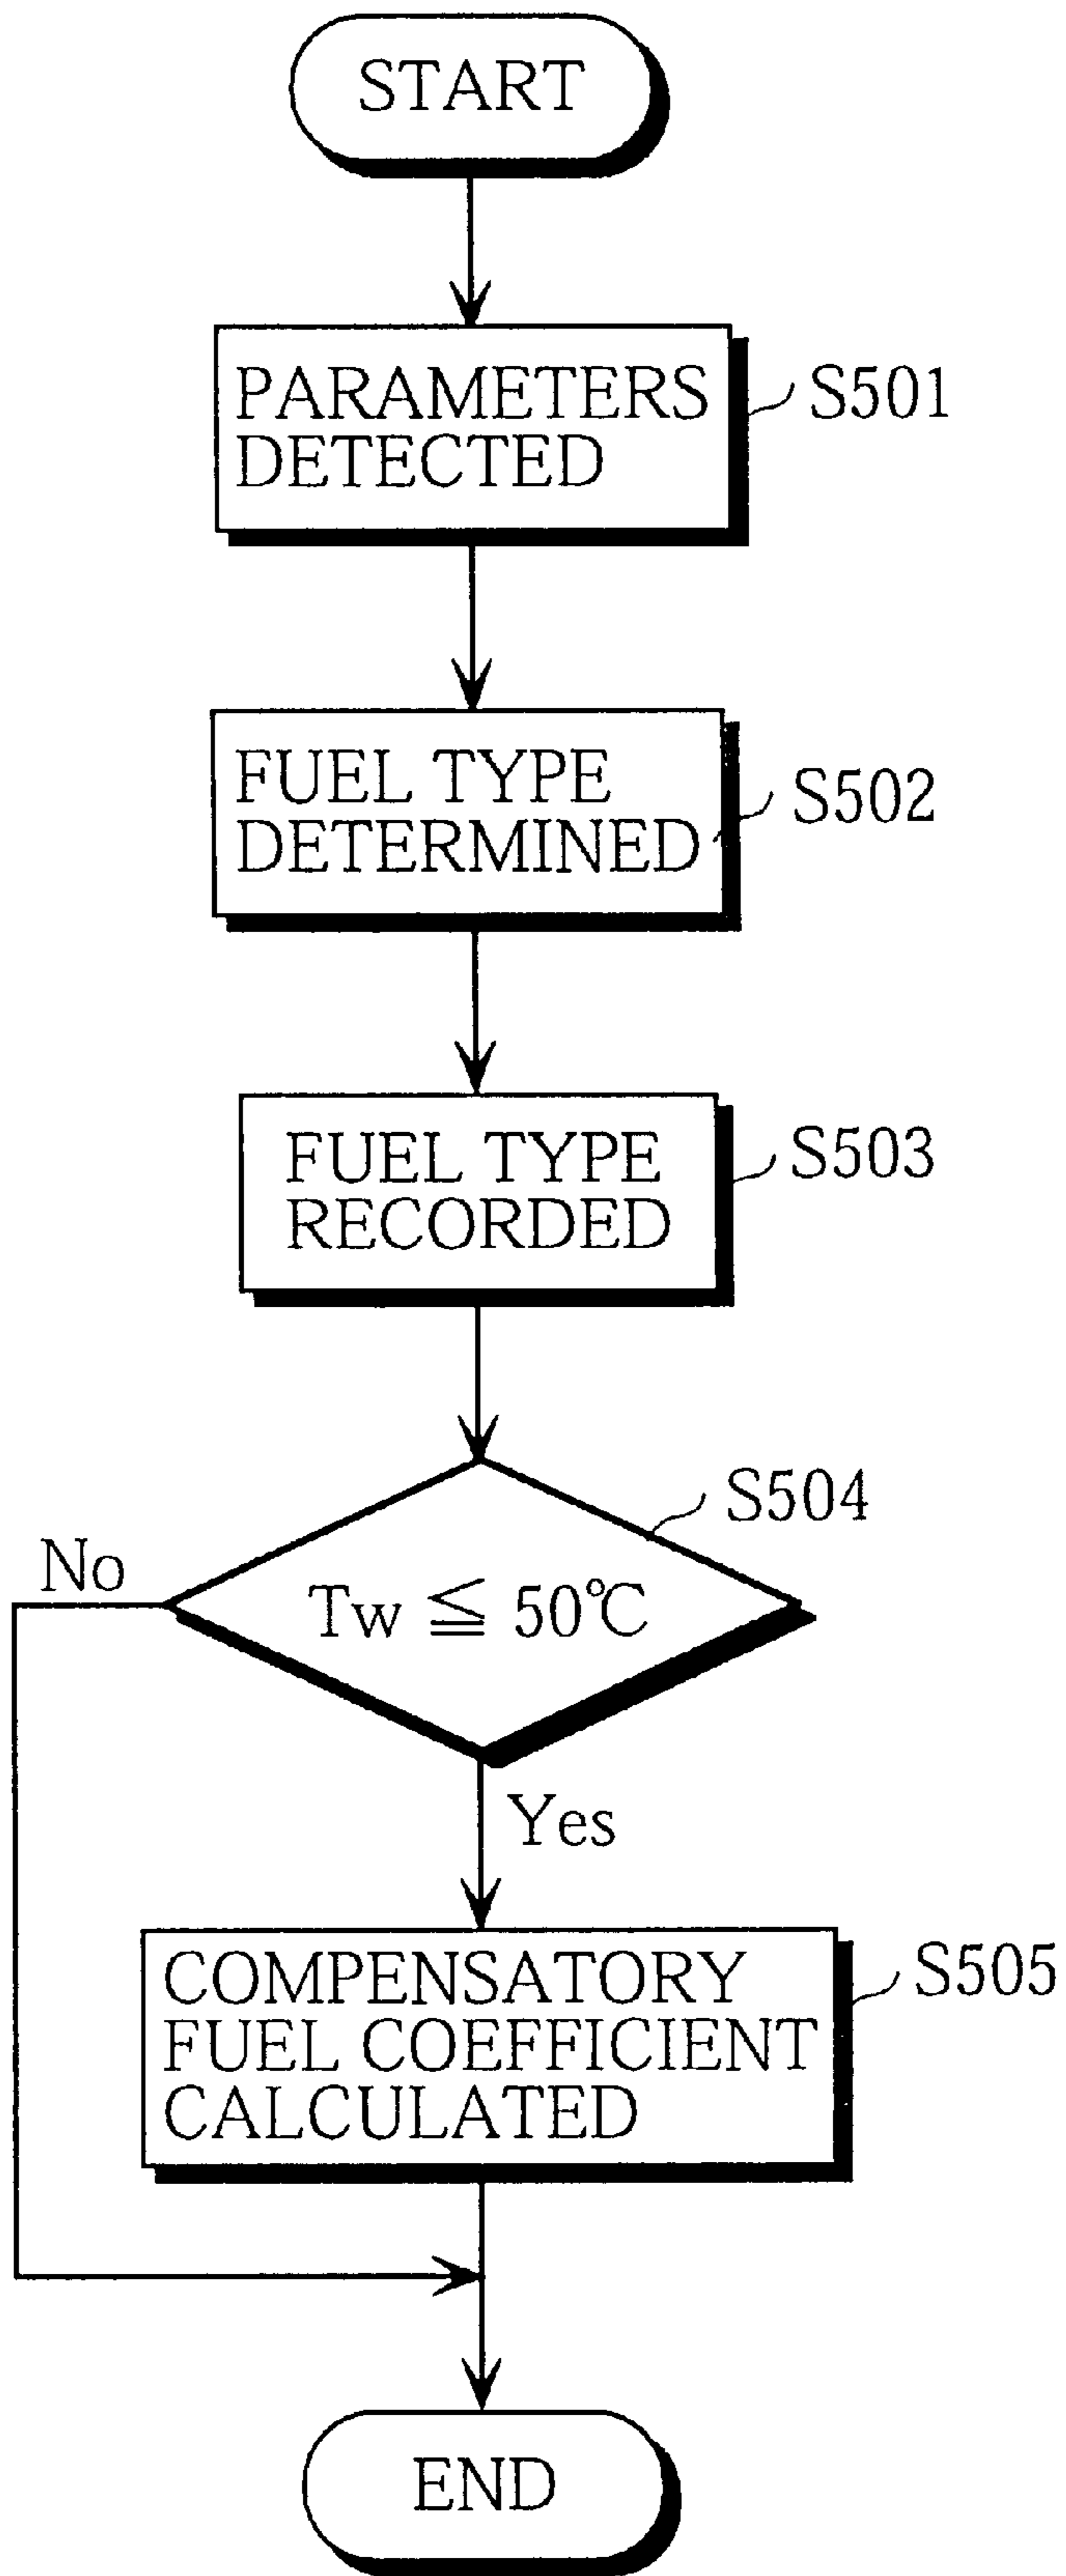 START
PARAMETERS
DETECTED
S501
FUEL TYPE
DETERMINED
S502
FUEL TYPE
RECORDED
S503
S504
No
Tw ≦ 50℃
Yes
COMPENSATORY
FUEL COEFFICIENT
CALCULATED
S505
END